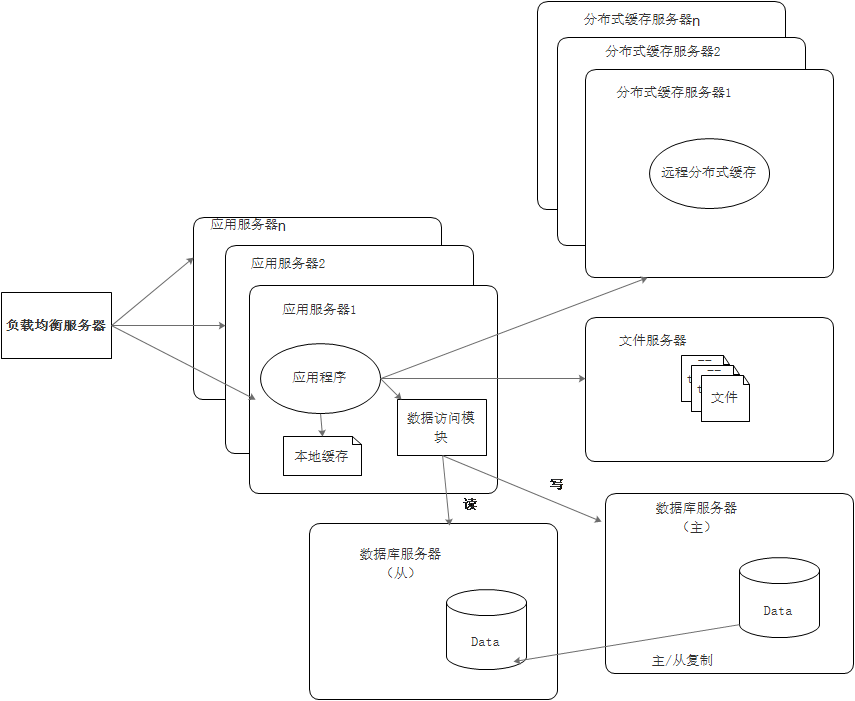 分布式缓存服务器n
分布式缓存服务器2
分布式缓存服务器1
远程分布式缓存
应用服务器n
应用服务器2
应用服务器1
负载均衡服务器
应用程序
本地缓存
数据访问模
块
文件服务器
文件
读
写
数据库服务器
（主）
Data
数据库服务器
（从）
Data
主/从复制